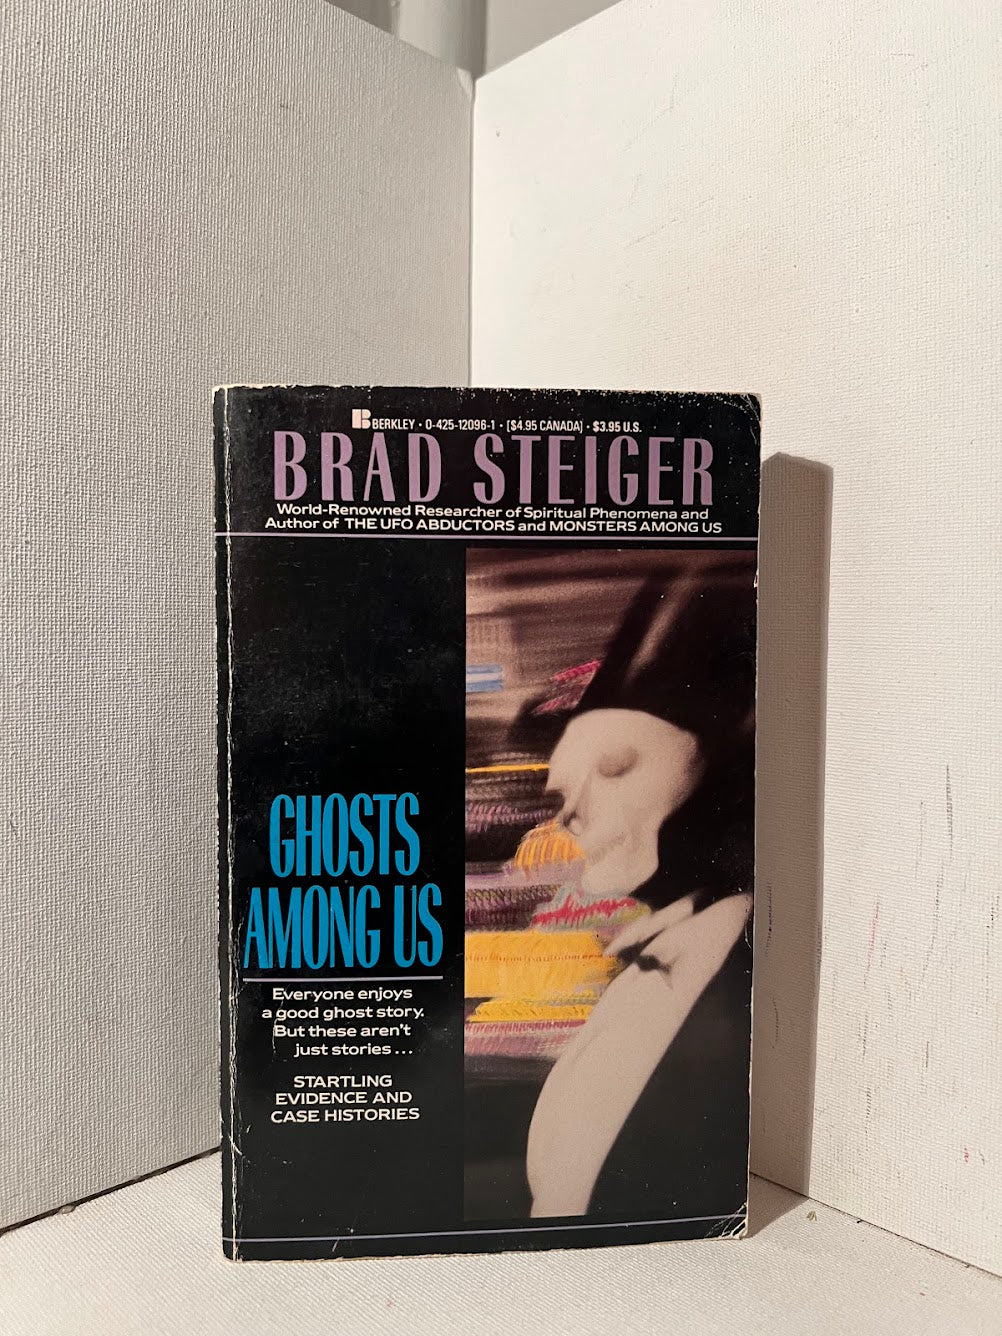 BERKLEY • 0-425-12096-1 • [$4.95 CANADA] • $3.95 U.S.
BRAD STEIGER
World-Renowned Researcher of Spiritual Phenomena and
Author of THE UFO ABDUCTORS and MONSTERS AMONG US
GHOSTS
AMONG US
Everyone enjoys
a good ghost story.
But these aren't
just stories...
STARTLING
EVIDENCE AND
CASE HISTORIES